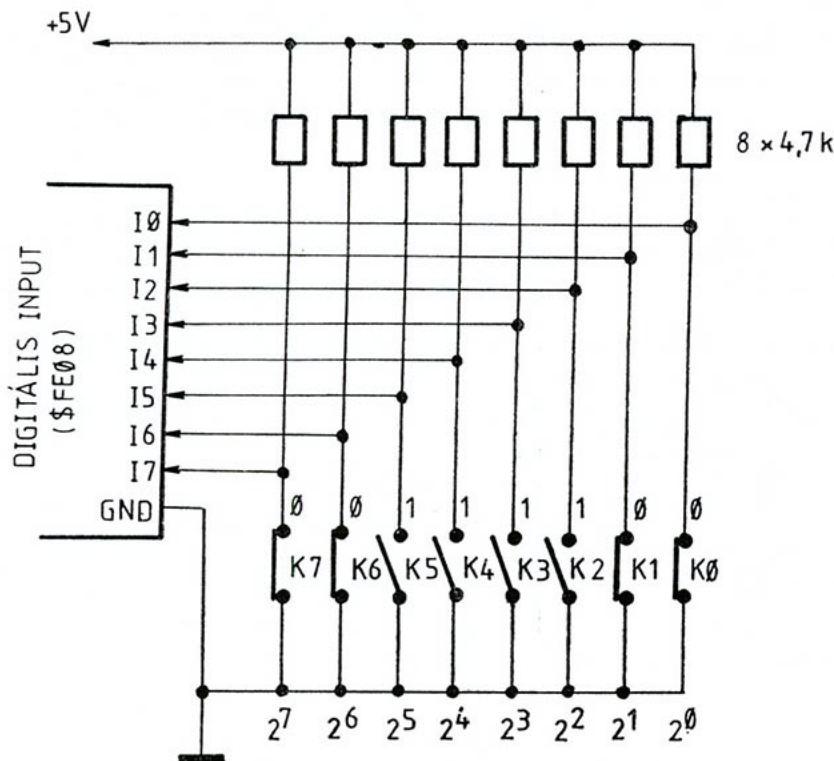 +5V
8 × 4,7 k
DIGITÁLIS INPUT
($FEØ8)
IØ
I1
I2
I3
I4
I5
I6
I7
GND
Ø Ø 1 1 1 1 Ø Ø
K7 K6 K5 K4 K3 K2 K1 KØ
2⁷ 2⁶ 2⁵ 2⁴ 2³ 2² 2¹ 2Ø